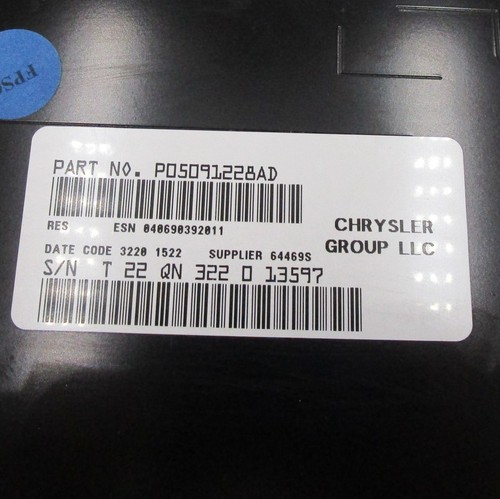 FPS
PART NO. P05091228AD
RES ESN 040690392011
CHRYSLER
GROUP LLC
DATE CODE 3220 1522 SUPPLIER 64469S
S/N T 22 QN 322 0 13597